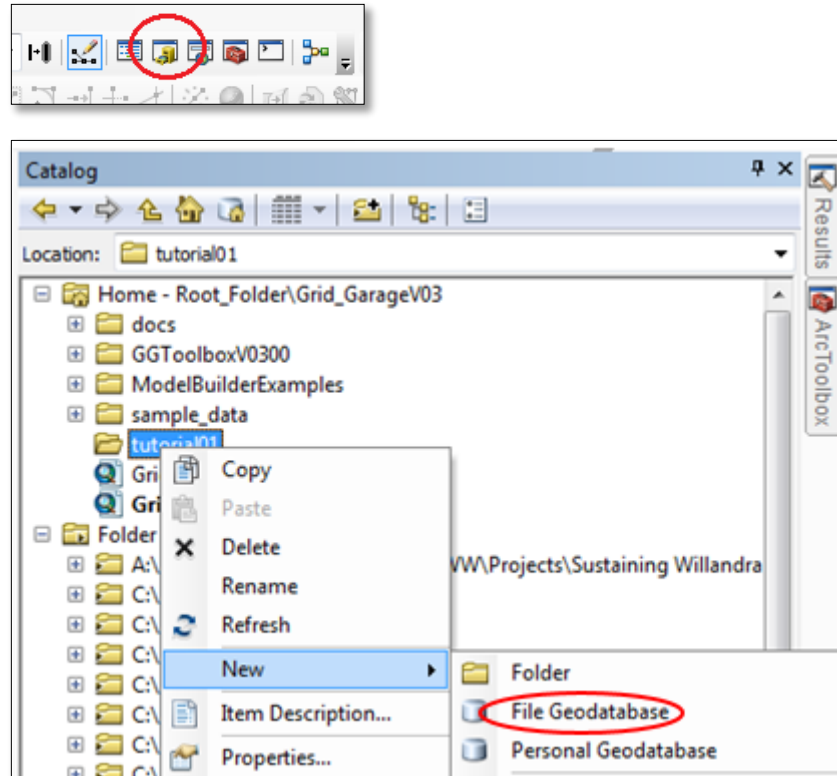 Catalog
Location: tutorial01
Results
ArcToolbox
Home - Root_Folder\Grid_GarageV03
docs
GGToolboxV0300
ModelBuilderExamples
sample_data
tutorial01
Gri
Gri
Folder
A:\ WW\Projects\Sustaining Willandra
C:\
C:\
C:\
C:\
C:\
C:\
C:\
Copy
Paste
Delete
Rename
Refresh
New
Item Description...
Properties...
Folder
File Geodatabase
Personal Geodatabase